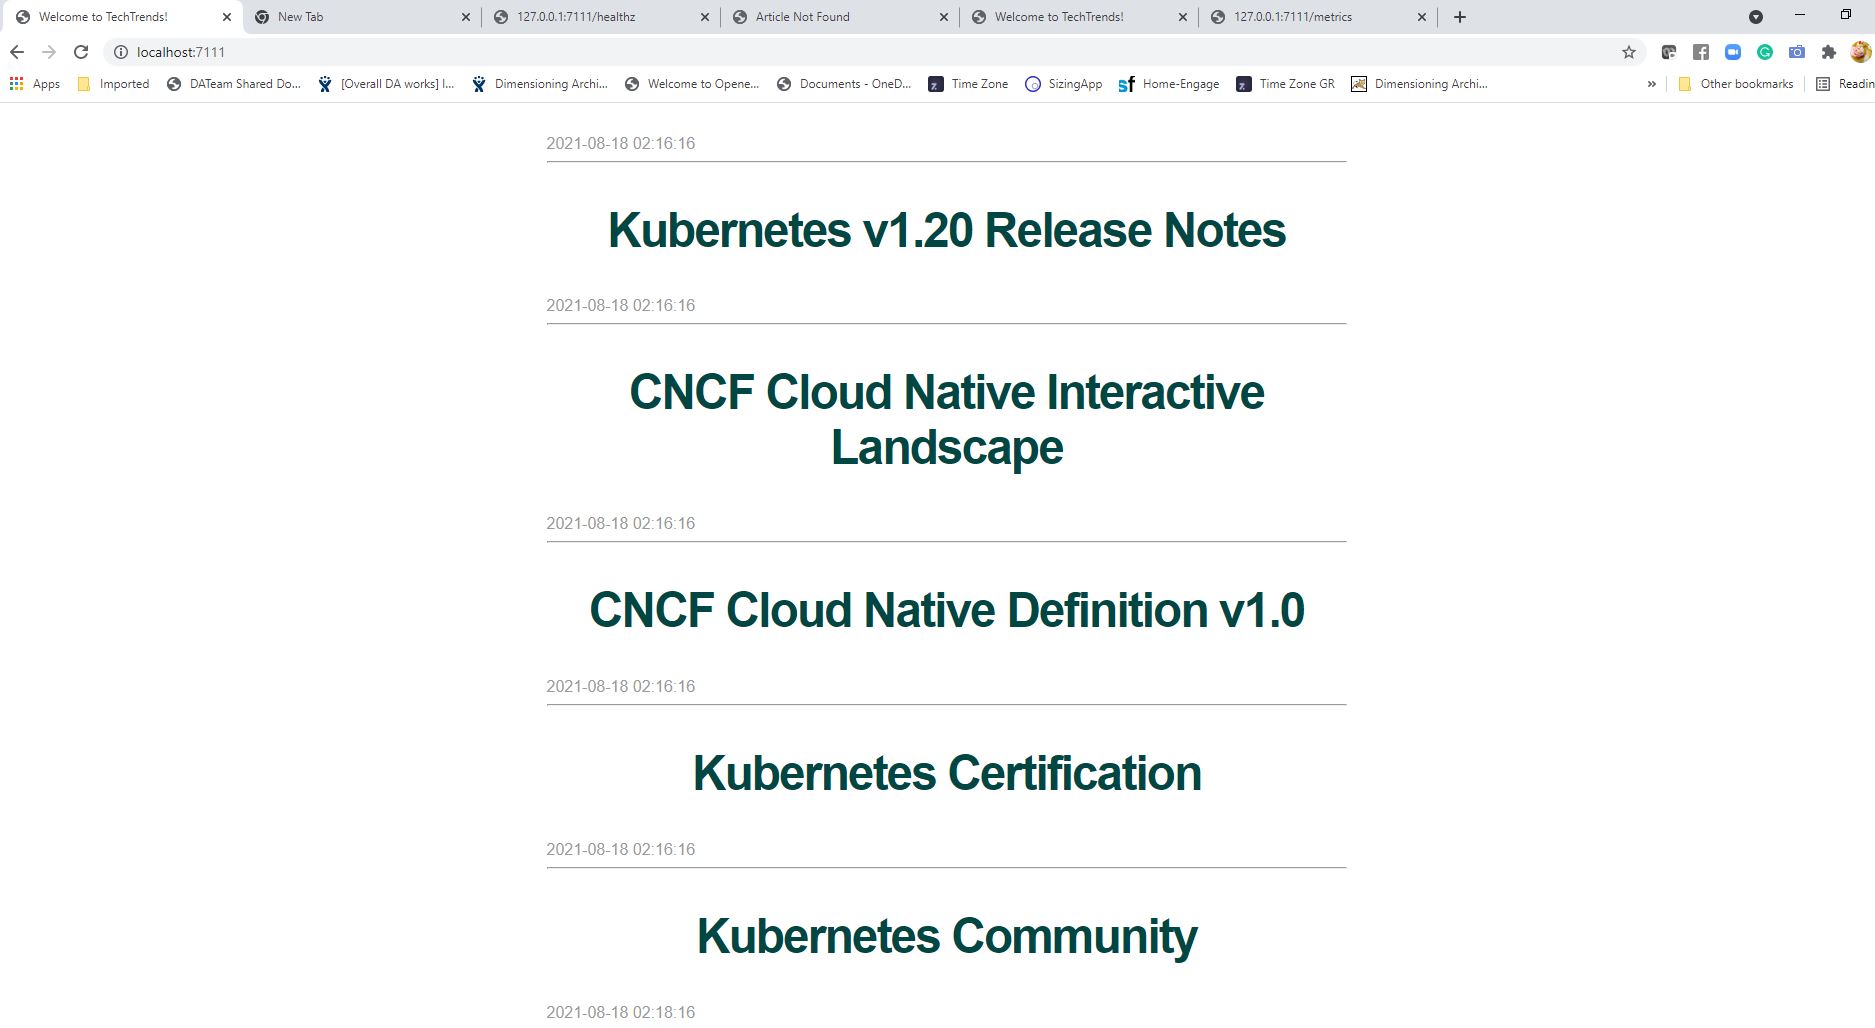 Welcome to TechTrends!
New Tab
127.0.0.1:7111/healthz
Article Not Found
Welcome to TechTrends!
127.0.0.1:7111/metrics
localhost:7111
Apps
Imported
DATeam Shared Do...
[Overall DA works] I...
Dimensioning Archi...
Welcome to Opene...
Documents - OneD...
Time Zone
SizingApp
Home-Engage
Time Zone GR
Dimensioning Archi...
»
Other bookmarks
Readin
2021-08-18 02:16:16
Kubernetes v1.20 Release Notes
2021-08-18 02:16:16
CNCF Cloud Native Interactive
Landscape
2021-08-18 02:16:16
CNCF Cloud Native Definition v1.0
2021-08-18 02:16:16
Kubernetes Certification
2021-08-18 02:16:16
Kubernetes Community
2021-08-18 02:18:16